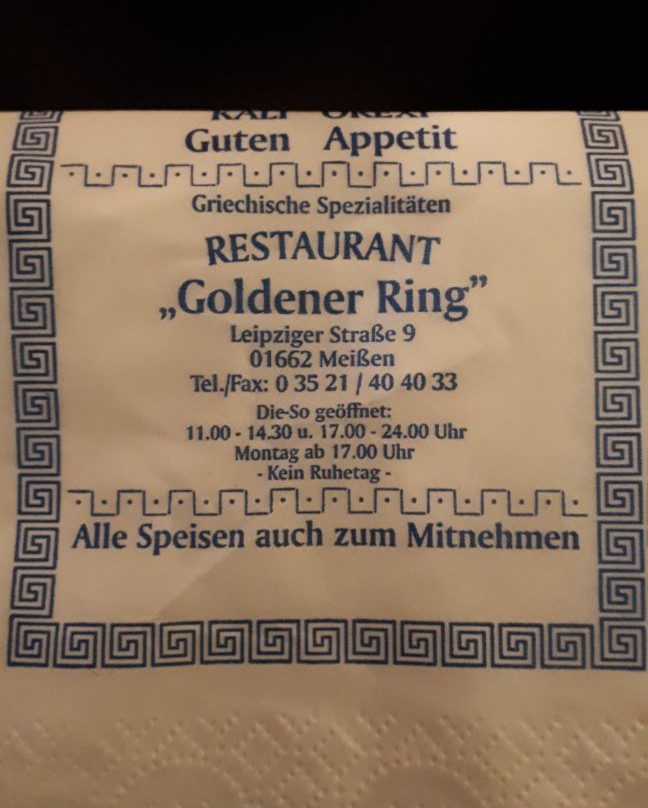 KALI OREXI
Guten Appetit
Griechische Spezialitäten
RESTAURANT
„Goldener Ring”
Leipziger Straße 9
01662 Meißen
Tel./Fax: 0 35 21 / 40 40 33
Die-So geöffnet:
11.00 - 14.30 u. 17.00 - 24.00 Uhr
Montag ab 17.00 Uhr
- Kein Ruhetag -
Alle Speisen auch zum Mitnehmen